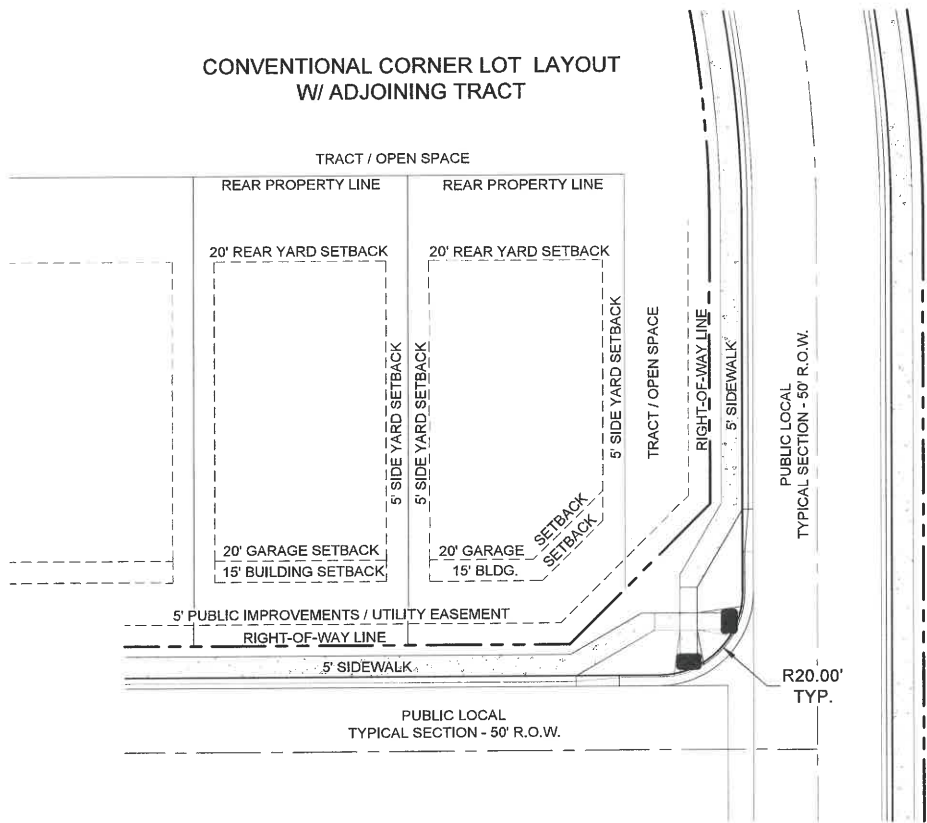 CONVENTIONAL CORNER LOT LAYOUT
W/ ADJOINING TRACT
TRACT / OPEN SPACE
REAR PROPERTY LINE
REAR PROPERTY LINE
20' REAR YARD SETBACK
20' REAR YARD SETBACK
5' SIDE YARD SETBACK
5' SIDE YARD SETBACK
5' SIDE YARD SETBACK
TRACT / OPEN SPACE
RIGHT-OF-WAY LINE
5' SIDEWALK
PUBLIC LOCAL
TYPICAL SECTION - 50' R.O.W.
20' GARAGE SETBACK
15' BUILDING SETBACK
20' GARAGE
SETBACK
15' BLDG.
SETBACK
5' PUBLIC IMPROVEMENTS / UTILITY EASEMENT
RIGHT-OF-WAY LINE
5' SIDEWALK
R20.00'
TYP.
PUBLIC LOCAL
TYPICAL SECTION - 50' R.O.W.